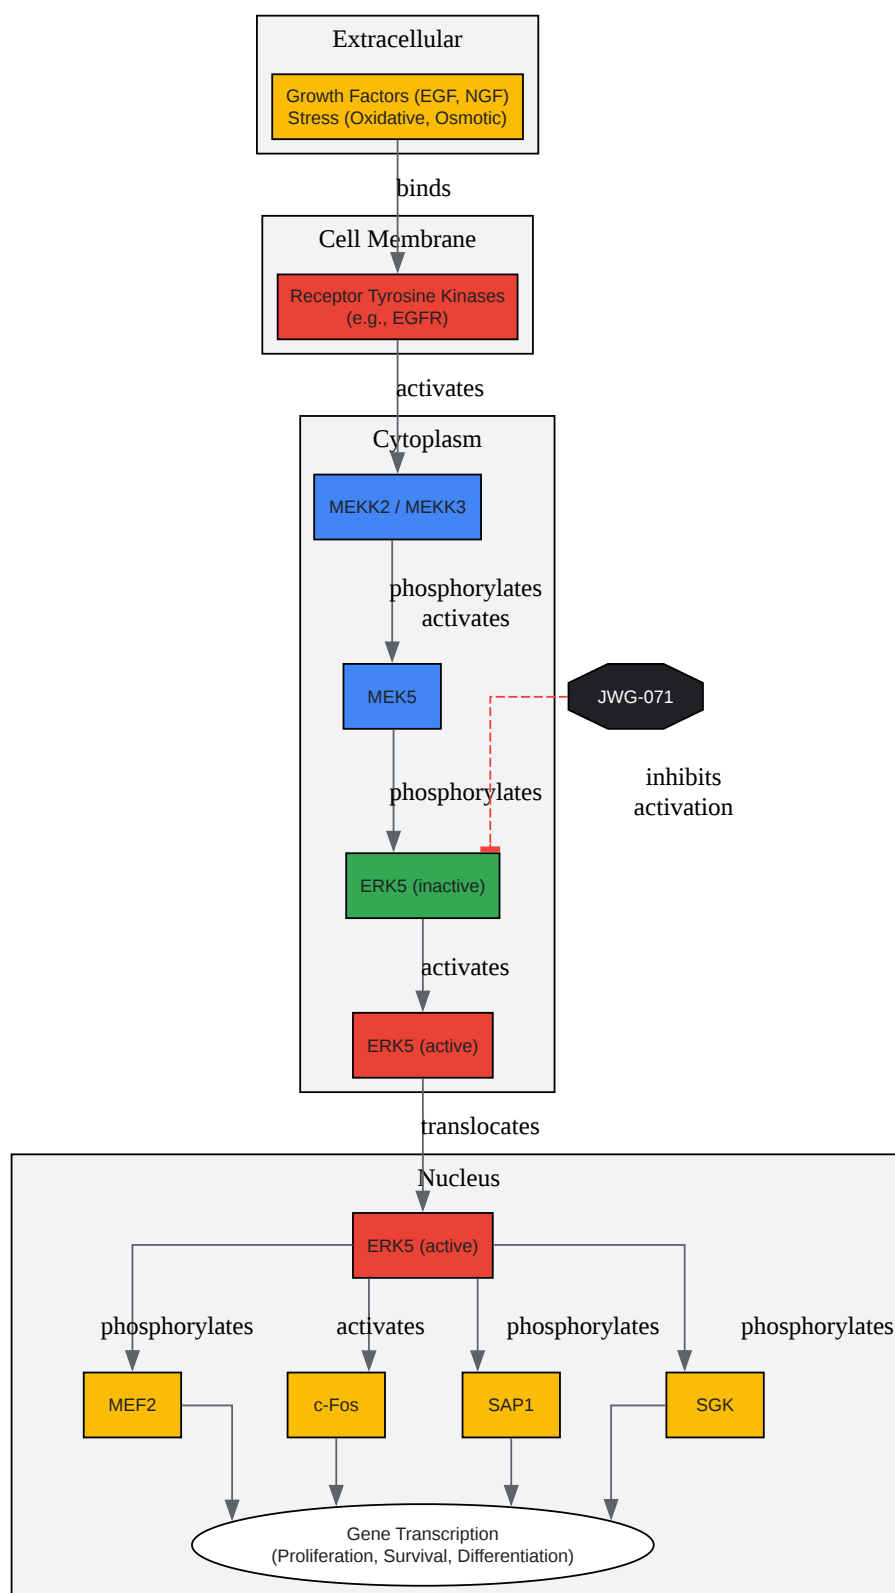 Extracellular
Growth Factors (EGF, NGF)
Stress (Oxidative, Osmotic)
binds
Cell Membrane
Receptor Tyrosine Kinases
(e.g., EGFR)
activates
Cytoplasm
MEKK2 / MEKK3
phosphorylates
activates
MEK5
JWG-071
phosphorylates
inhibits
activation
ERK5 (inactive)
activates
ERK5 (active)
translocates
Nucleus
ERK5 (active)
phosphorylates
activates
phosphorylates
phosphorylates
MEF2
c-Fos
SAP1
SGK
Gene Transcription
(Proliferation, Survival, Differentiation)